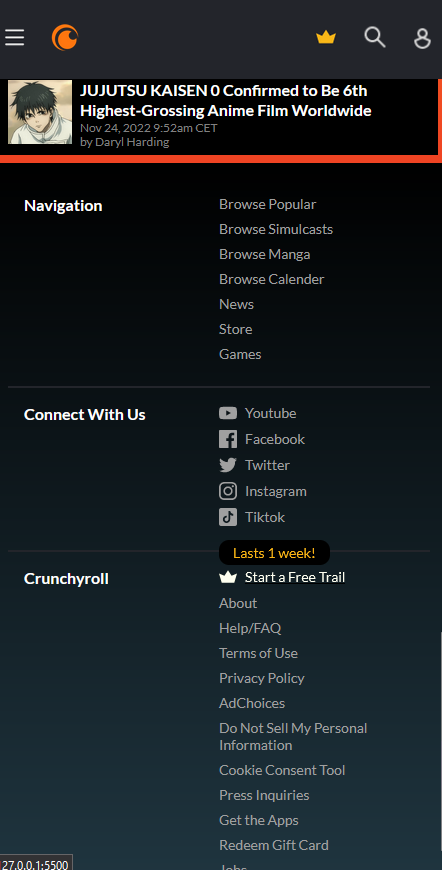 JUJUTSU KAISEN 0 Confirmed to Be 6th
Highest-Grossing Anime Film Worldwide
Nov 24, 2022 9:52am CET
by Daryl Harding
Navigation
Browse Popular
Browse Simulcasts
Browse Manga
Browse Calender
News
Store
Games
Connect With Us
Youtube
Facebook
Twitter
Instagram
Tiktok
Lasts 1 week!
Crunchyroll
Start a Free Trail
About
Help/FAQ
Terms of Use
Privacy Policy
AdChoices
Do Not Sell My Personal
Information
Cookie Consent Tool
Press Inquiries
Get the Apps
Redeem Gift Card
Jobs
27.0.0.1:5500